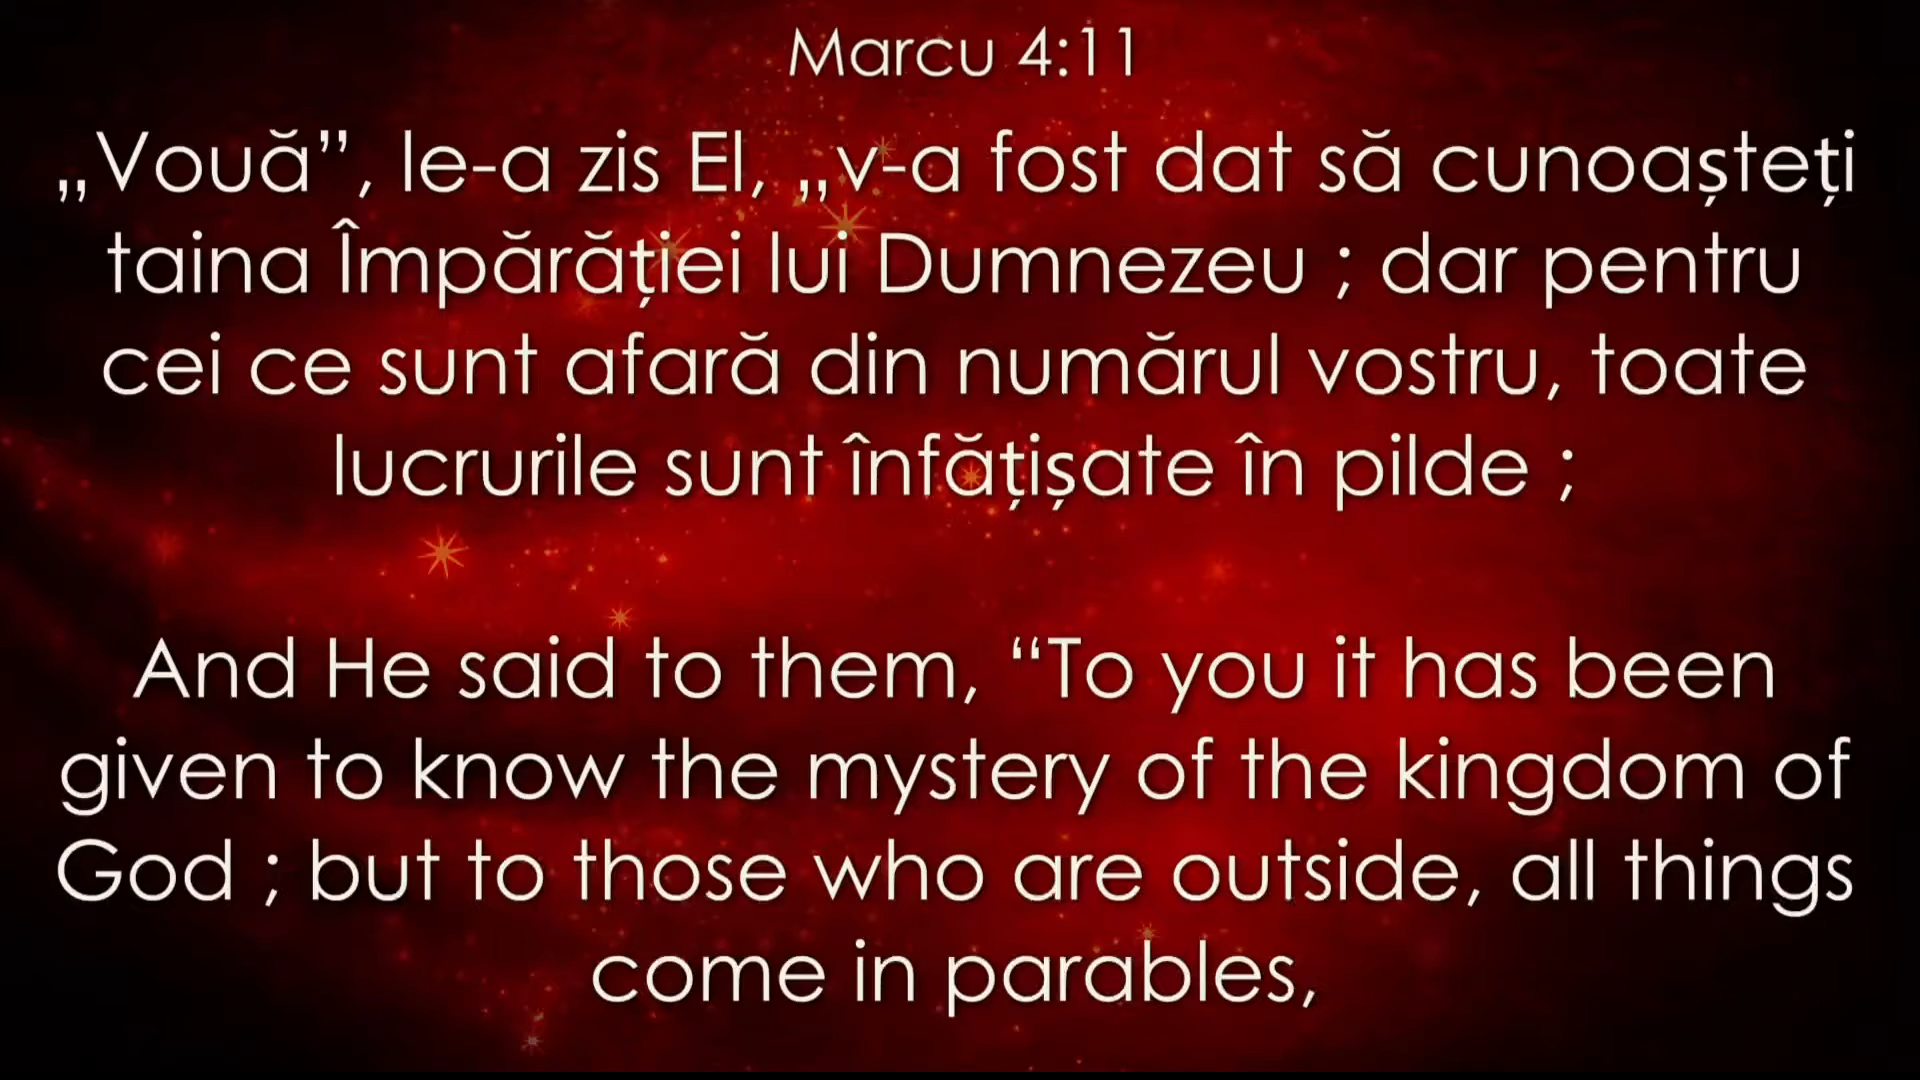 Marcu 4:11
„Vouă”, le-a zis El, „v-a fost dat să cunoașteți
taina Împărăției lui Dumnezeu ; dar pentru
cei ce sunt afară din numărul vostru, toate
lucrurile sunt înfățișate în pilde ;
And He said to them, “To you it has been
given to know the mystery of the kingdom of
God ; but to those who are outside, all things
come in parables,